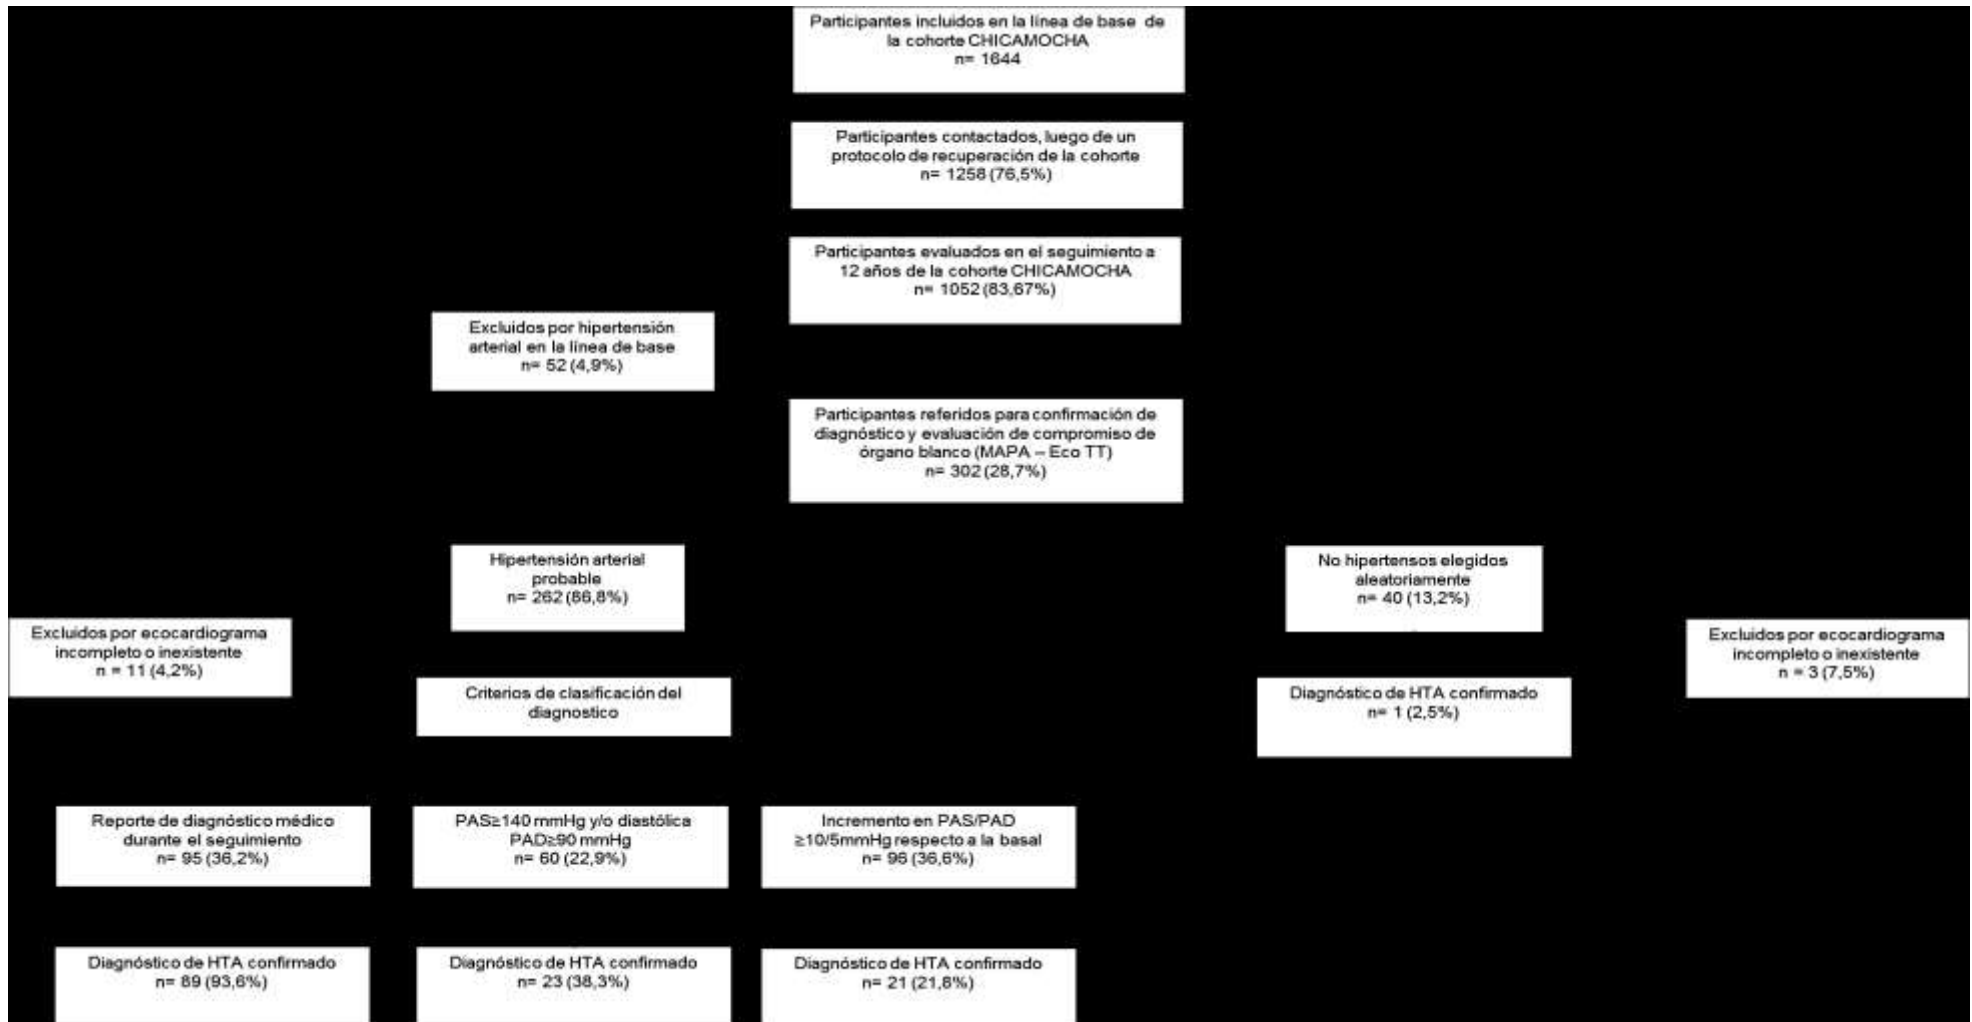 Participantes incluidos en la línea de base de
la cohorte CHICAMOCHA
n= 1644
Participantes contactados, luego de un
protocolo de recuperación de la cohorte
n= 1258 (76,5%)
Participantes evaluados en el seguimiento a
12 años de la cohorte CHICAMOCHA
n= 1052 (83,67%)
Excluidos por hipertensión
arterial en la línea de base
n= 52 (4,9%)
Participantes referidos para confirmación de
diagnóstico y evaluación de compromiso de
órgano blanco (MAPA – Eco TT)
n= 302 (28,7%)
Hipertensión arterial
probable
n= 262 (86,8%)
No hipertensos elegidos
aleatoriamente
n= 40 (13,2%)
Excluidos por ecocardiograma
incompleto o inexistente
n = 11 (4,2%)
Excluidos por ecocardiograma
incompleto o inexistente
n = 3 (7,5%)
Criterios de clasificación del
diagnostico
Diagnóstico de HTA confirmado
n= 1 (2,5%)
Reporte de diagnóstico médico
durante el seguimiento
n= 95 (36,2%)
PAS≥140 mmHg y/o diastólica
PAD≥90 mmHg
n= 60 (22,9%)
Incremento en PAS/PAD
≥10/5mmHg respecto a la basal
n= 96 (36,6%)
Diagnóstico de HTA confirmado
n= 89 (93,6%)
Diagnóstico de HTA confirmado
n= 23 (38,3%)
Diagnóstico de HTA confirmado
n= 21 (21,8%)